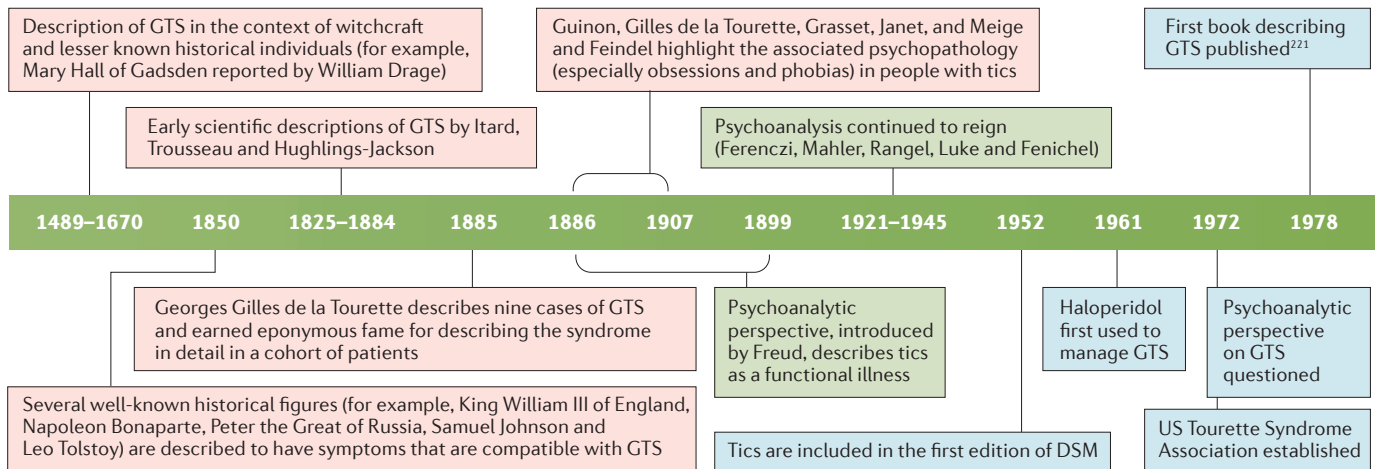 Description of GTS in the context of witchcraft
and lesser known historical individuals (for example,
Mary Hall of Gadsden reported by William Drage)
Guinon, Gilles de la Tourette, Grasset, Janet, and Meige
and Feindel highlight the associated psychopathology
(especially obsessions and phobias) in people with tics
First book describing
GTS published221
Early scientific descriptions of GTS by Itard,
Trousseau and Hughlings-Jackson
Psychoanalysis continued to reign
(Ferenczi, Mahler, Rangel, Luke and Fenichel)
1489–1670 1850 1825–1884 1885 1886 1907 1899 1921–1945 1952 1961 1972 1978
Georges Gilles de la Tourette describes nine cases of GTS
and earned eponymous fame for describing the syndrome
in detail in a cohort of patients
Psychoanalytic
perspective, introduced
by Freud, describes tics
as a functional illness
Haloperidol
first used to
manage GTS
Psychoanalytic
perspective
on GTS
questioned
Several well-known historical figures (for example, King William III of England,
Napoleon Bonaparte, Peter the Great of Russia, Samuel Johnson and
Leo Tolstoy) are described to have symptoms that are compatible with GTS
Tics are included in the first edition of DSM
US Tourette Syndrome
Association established